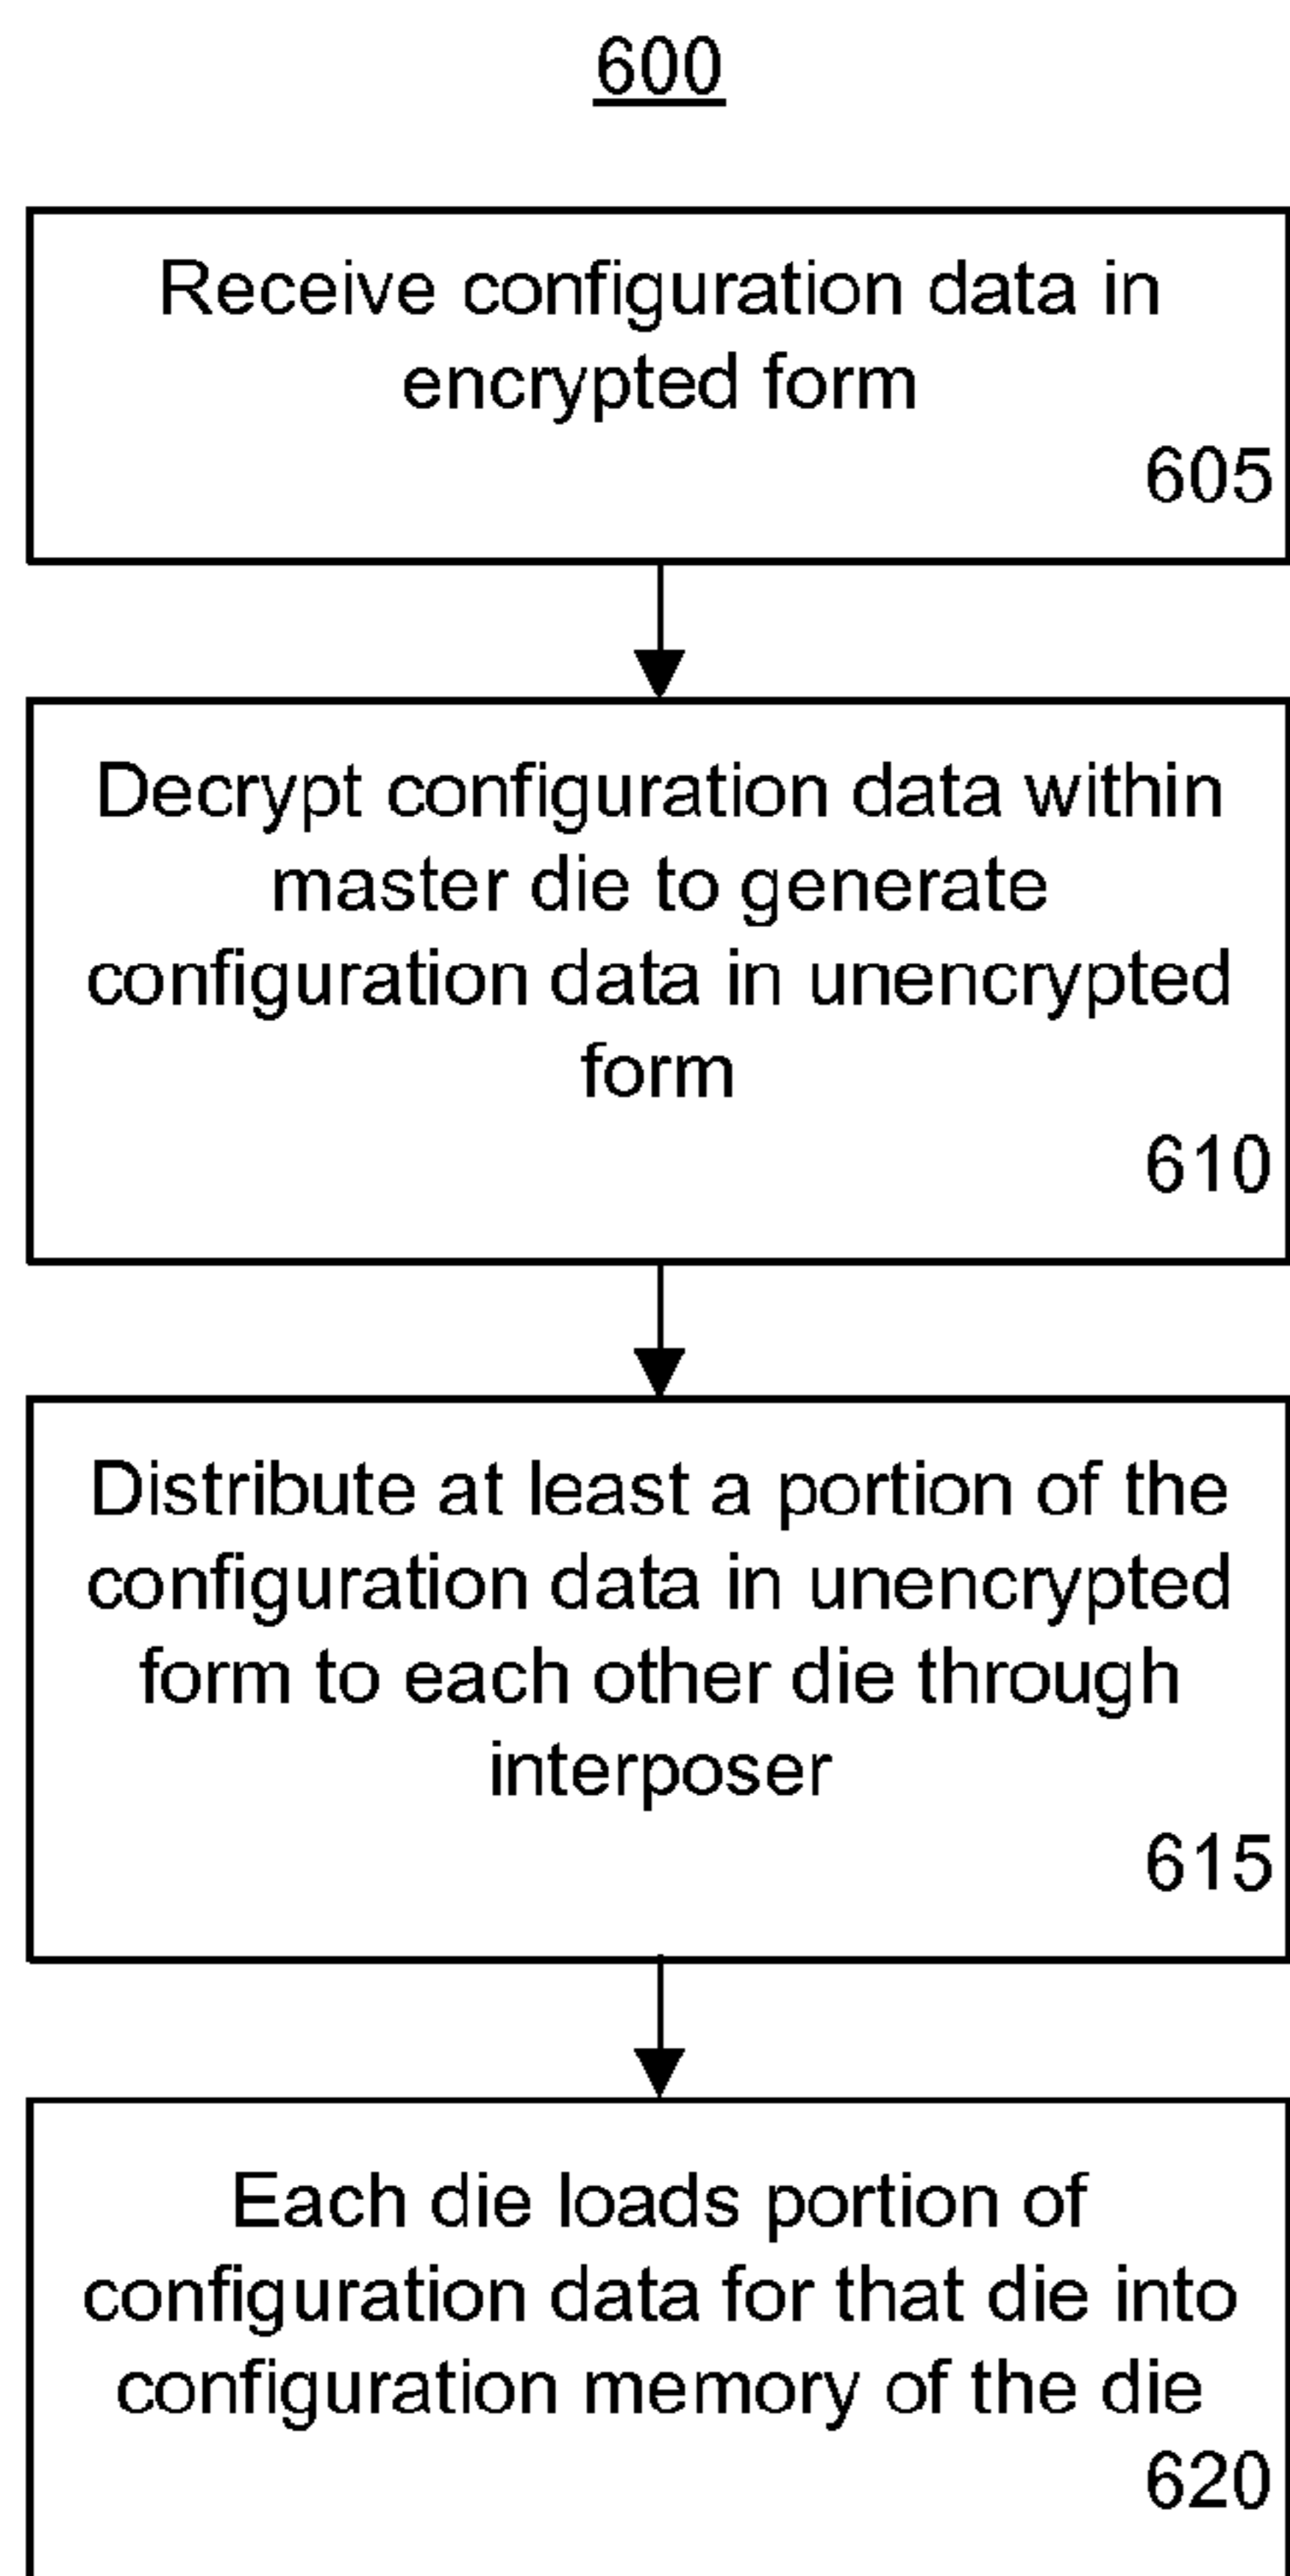 600
Receive configuration data in
encrypted form
605
Decrypt configuration data within
master die to generate
configuration data in unencrypted
form
610
Distribute at least a portion of the
configuration data in unencrypted
form to each other die through
interposer
615
Each die loads portion of
configuration data for that die into
configuration memory of the die
620